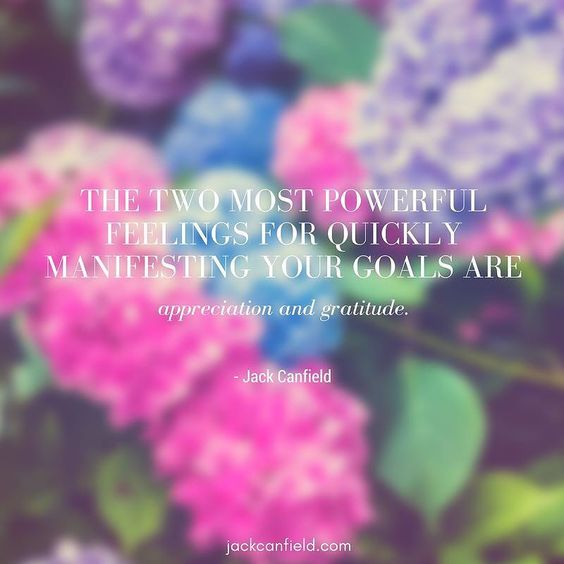 THE TWO MOST POWERFUL
FEELINGS FOR QUICKLY
MANIFESTING YOUR GOALS ARE
appreciation and gratitude.
- Jack Canfield
jackcanfield.com